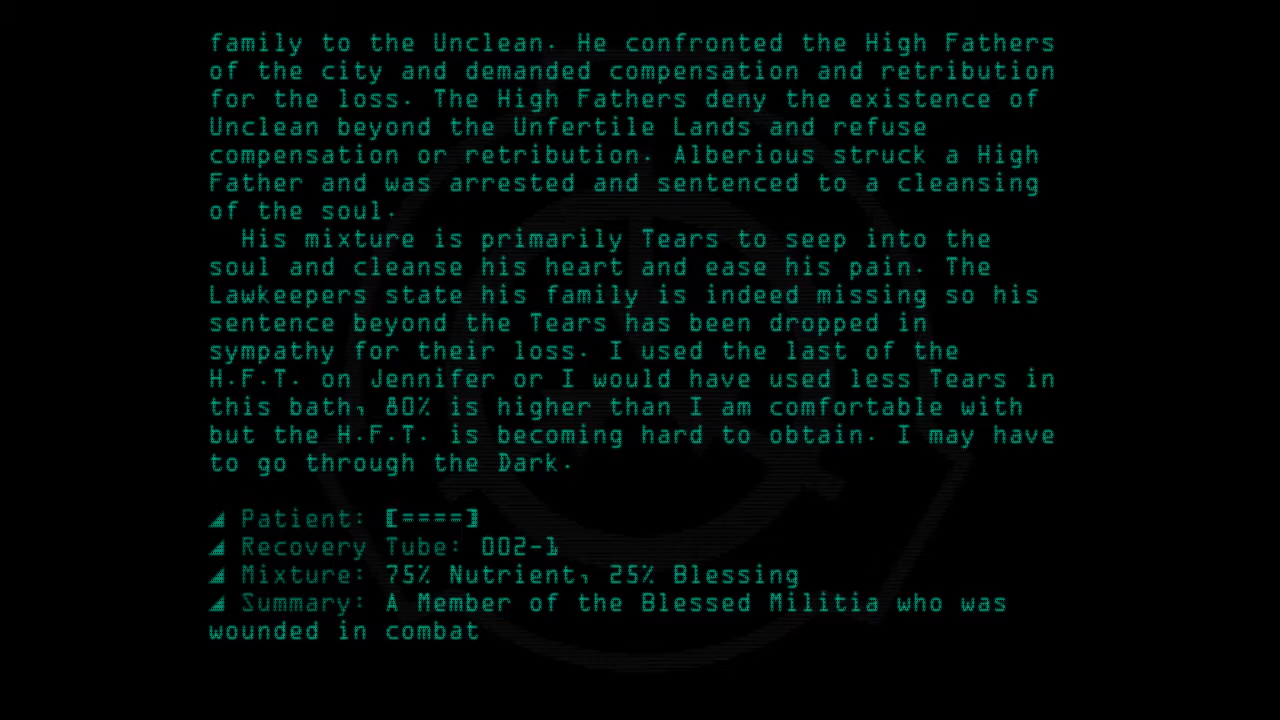 family to the Unclean. He confronted the High Fathers
of the city and demanded compensation and retribution
for the loss. The High Fathers deny the existence of
Unclean beyond the Unfertile Lands and refuse
compensation or retribution. Alberious struck a High
Father and was arrested and sentenced to a cleansing
of the soul.
His mixture is primarily Tears to seep into the
soul and cleanse his heart and ease his pain. The
Lawkeepers state his family is indeed missing so his
sentence beyond the Tears has been dropped in
sympathy for their loss. I used the last of the
H.F.T. on Jennifer or I would have used less Tears in
this bath, 80% is higher than I am comfortable with
but the H.F.T. is becoming hard to obtain. I may have
to go through the Dark.
◢ Patient: [====]
◢ Recovery Tube: 002-1
◢ Mixture: 75% Nutrient, 25% Blessing
◢ Summary: A Member of the Blessed Militia who was
wounded in combat